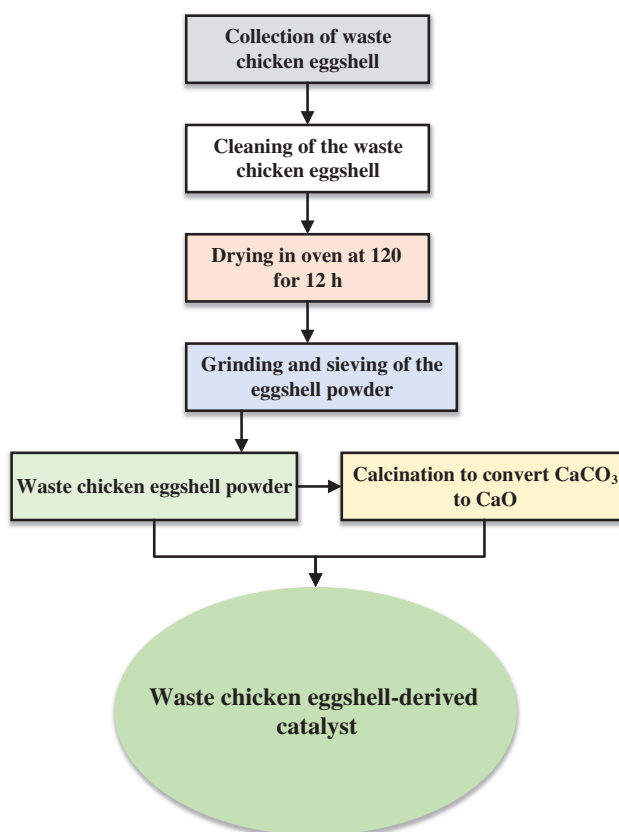 Collection of waste
chicken eggshell
Cleaning of the waste
chicken eggshell
Drying in oven at 120
for 12 h
Grinding and sieving of the
eggshell powder
Waste chicken eggshell powder
Calcination to convert CaCO₃
to CaO
Waste chicken eggshell-derived
catalyst